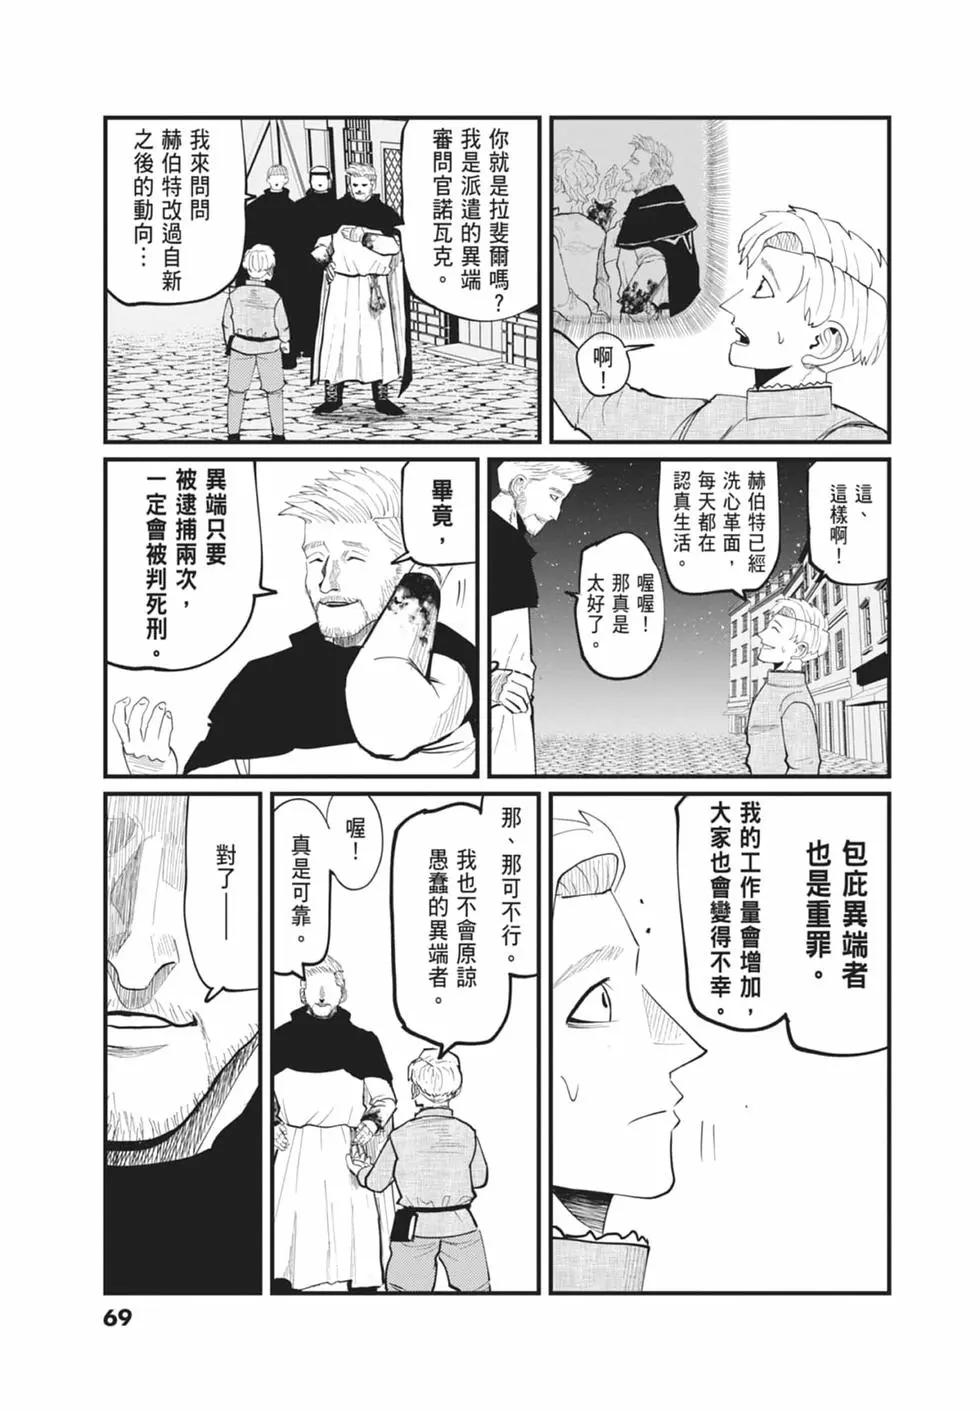 啊！
你就是拉斐爾嗎？
我是派遣的異端
審問官諾瓦克。
我來問問
赫伯特改過自新
之後的動向…
這、
這樣啊！
赫伯特已經
洗心革面，
每天都在
認真生活。
喔喔！
那真是
太好了。
畢竟，
異端只要
被逮捕兩次，
一定會被判死刑。
包庇異端者
也是重罪。
我的工作量會增加，
大家也會變得不幸。
那、那可不行。
我也不會原諒
愚蠢的異端者。
喔！
真是可靠。
對了——
69